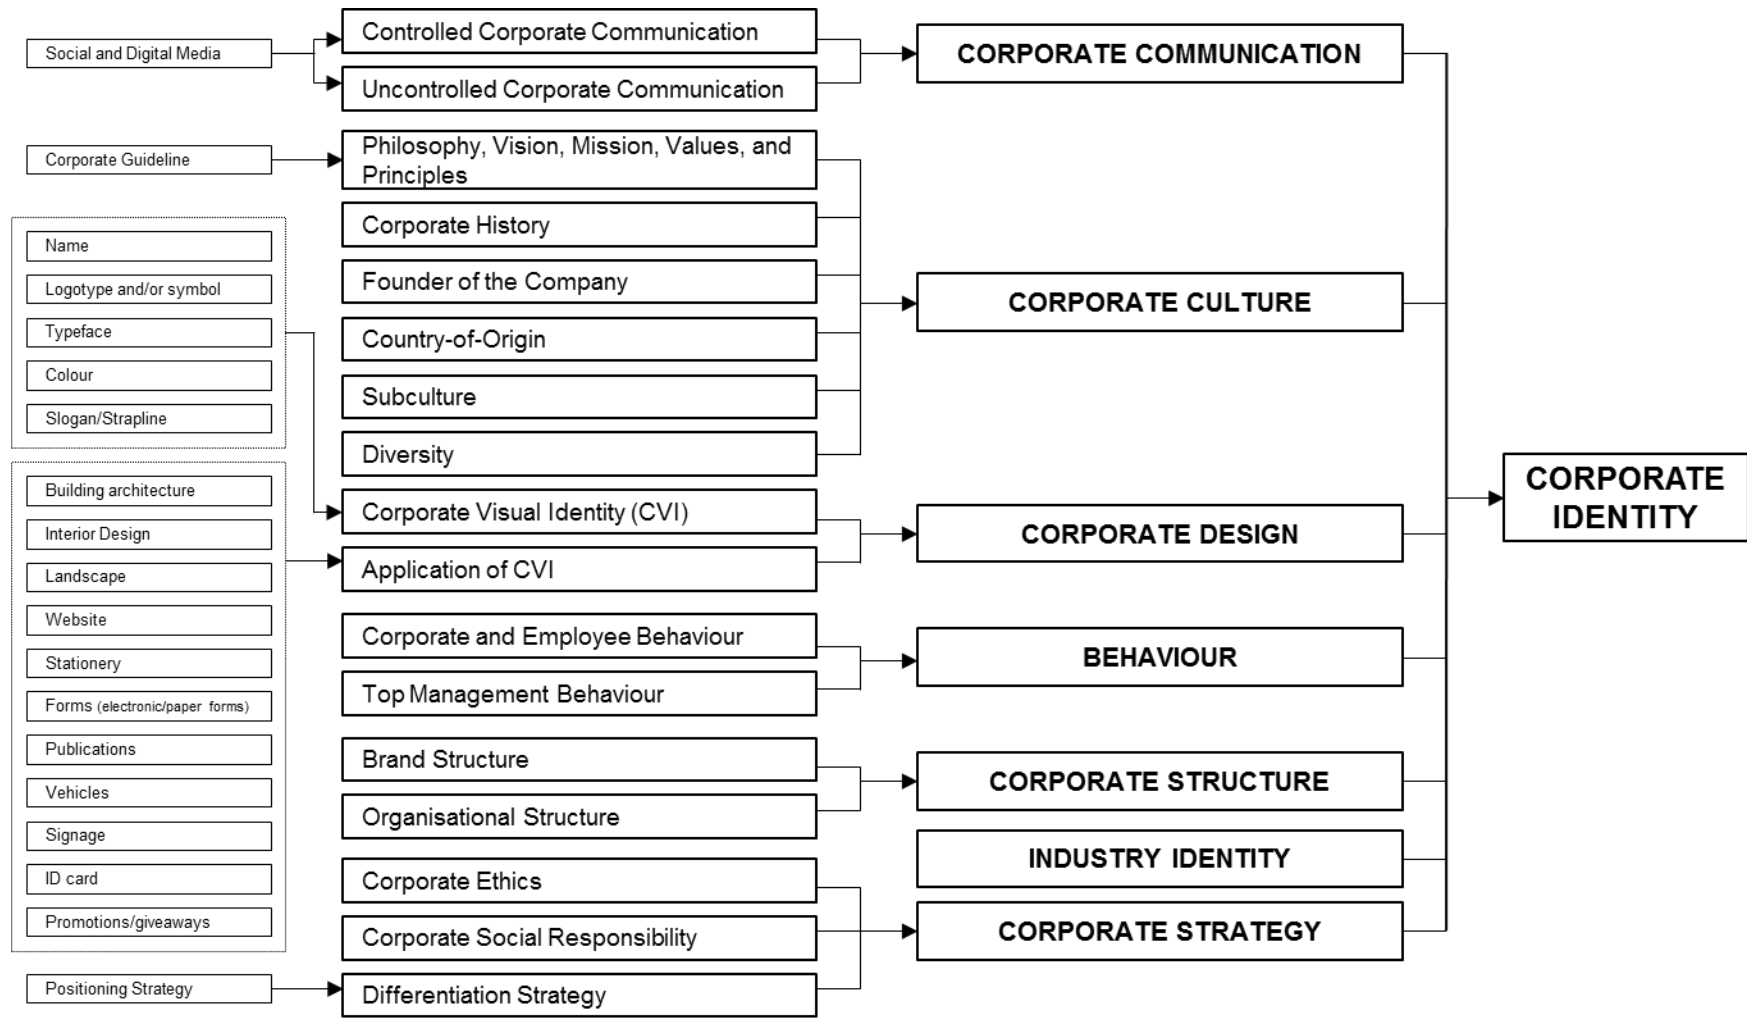 Social and Digital Media
Corporate Guideline
Name
Logotype and/or symbol
Typeface
Colour
Slogan/Strapline
Building architecture
Interior Design
Landscape
Website
Stationery
Forms (electronic/paper forms)
Publications
Vehicles
Signage
ID card
Promotions/giveaways
Positioning Strategy
Controlled Corporate Communication
Uncontrolled Corporate Communication
Philosophy, Vision, Mission, Values, and
Principles
Corporate History
Founder of the Company
Country-of-Origin
Subculture
Diversity
Corporate Visual Identity (CVI)
Application of CVI
Corporate and Employee Behaviour
Top Management Behaviour
Brand Structure
Organisational Structure
Corporate Ethics
Corporate Social Responsibility
Differentiation Strategy
CORPORATE COMMUNICATION
CORPORATE CULTURE
CORPORATE DESIGN
BEHAVIOUR
CORPORATE STRUCTURE
INDUSTRY IDENTITY
CORPORATE STRATEGY
CORPORATE
IDENTITY